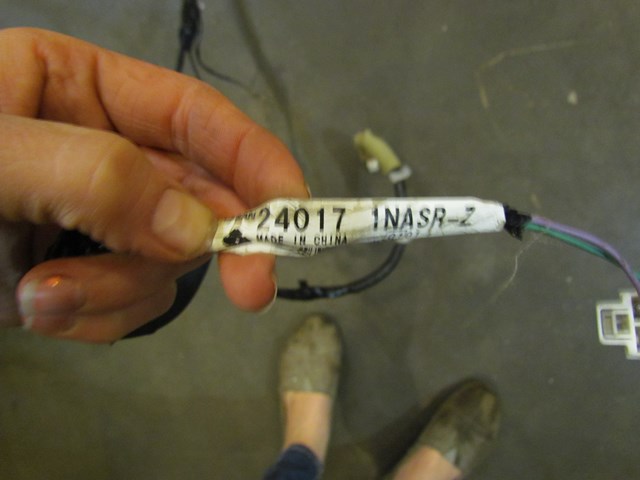 24017 1NASR-Z
MADE IN CHINA